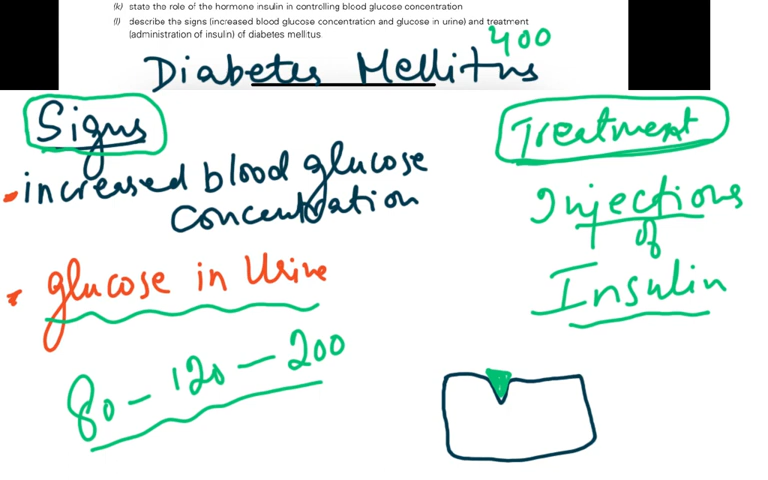 (k) state the role of the hormone insulin in controlling blood glucose concentration
(l) describe the signs (increased blood glucose concentration and glucose in urine) and treatment
(administration of insulin) of diabetes mellitus
400
Diabetes Mellitus
Signs
increased blood glucose
concentration
glucose in Urine
80 - 120 - 200
Treatment
Injections
of
Insulin